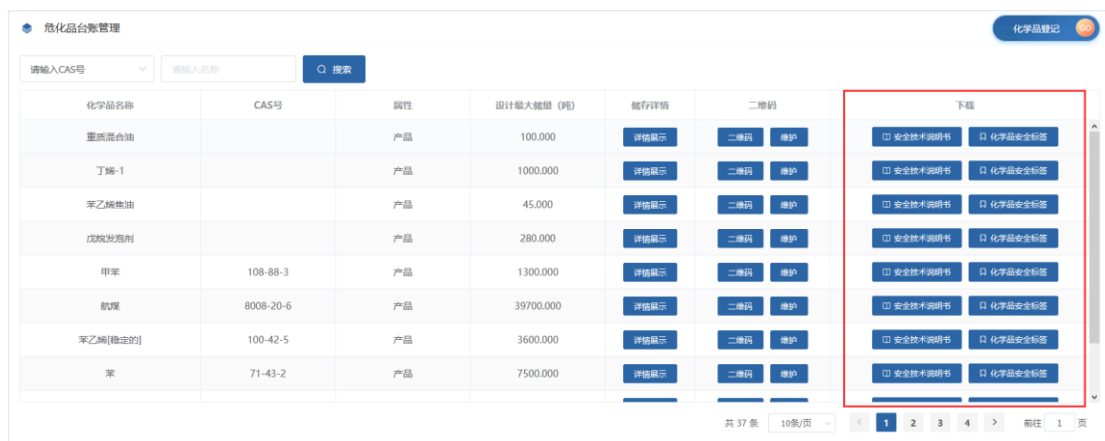 危化品台账管理
化学品登记 GO
请输入CAS号 请输入名称 搜索
化学品名称 CAS号 属性 设计最大储量（吨） 储存详情 二维码 下载
重质混合油 产品 100.000 详情展示 二维码 维护 安全技术说明书 化学品安全标签
丁烯-1 产品 1000.000 详情展示 二维码 维护 安全技术说明书 化学品安全标签
苯乙烯焦油 产品 45.000 详情展示 二维码 维护 安全技术说明书 化学品安全标签
戊烷发泡剂 产品 280.000 详情展示 二维码 维护 安全技术说明书 化学品安全标签
甲苯 108-88-3 产品 1300.000 详情展示 二维码 维护 安全技术说明书 化学品安全标签
航煤 8008-20-6 产品 39700.000 详情展示 二维码 维护 安全技术说明书 化学品安全标签
苯乙烯[稳定的] 100-42-5 产品 3600.000 详情展示 二维码 维护 安全技术说明书 化学品安全标签
苯 71-43-2 产品 7500.000 详情展示 二维码 维护 安全技术说明书 化学品安全标签
共 37 条 10条/页 1 2 3 4 前往 1 页